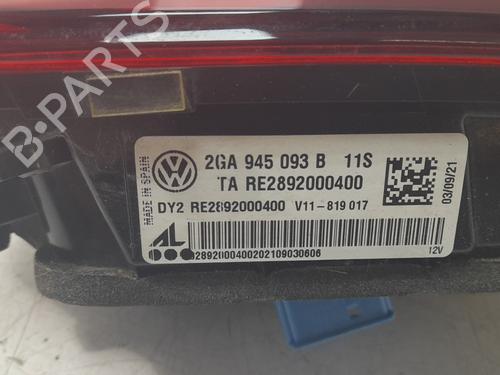 B-PARTS
MADE IN SPAIN
2GA 945 093 B 11S
TA RE2892000400
DY2 RE2892000400 V11-819 017
03/09/21
AL
2892000400202109030606
12V